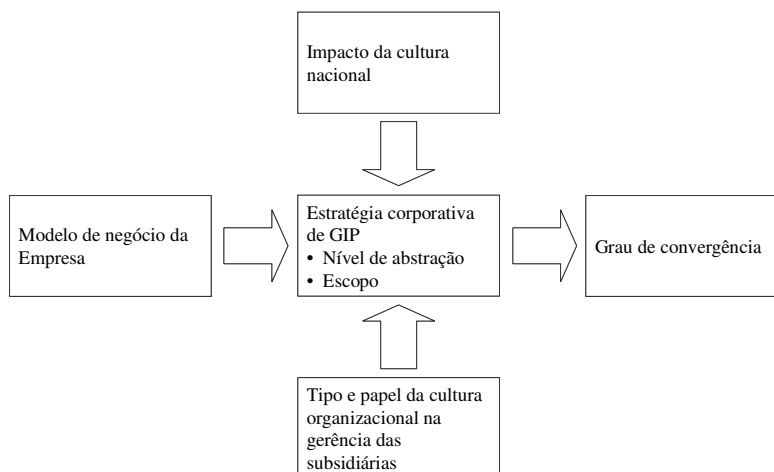 Impacto da cultura
nacional
Modelo de negócio da
Empresa
Estratégia corporativa
de GIP
• Nível de abstração
• Escopo
Grau de convergência
Tipo e papel da cultura
organizacional na
gerência das
subsidiárias